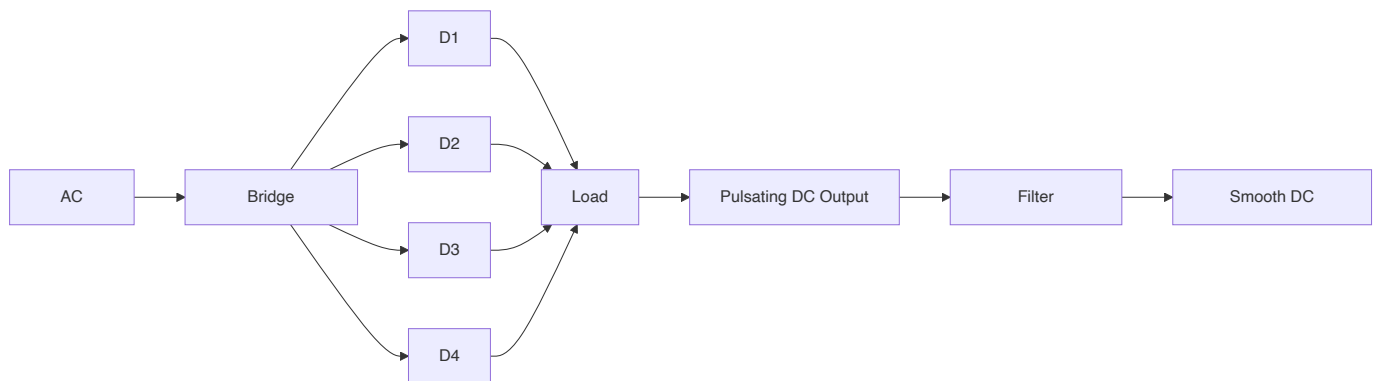 AC
Bridge
D1
D2
D3
D4
Load
Pulsating DC Output
Filter
Smooth DC